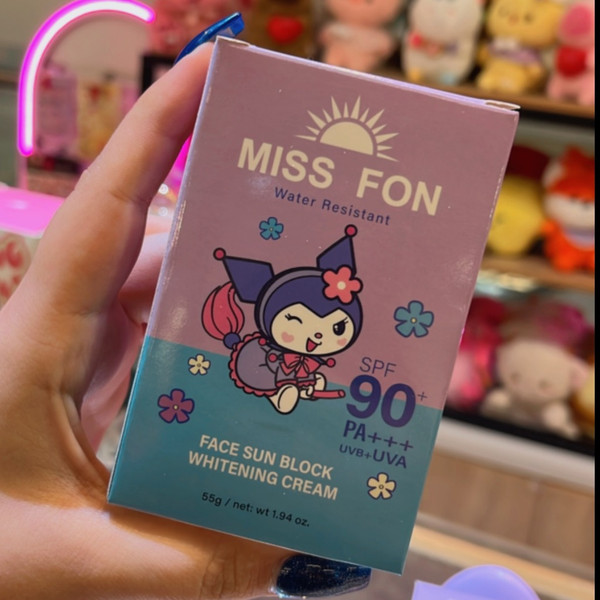 MISS FON
Water Resistant
SPF
90+
PA+++
UVB+UVA
FACE SUN BLOCK
WHITENING CREAM
55g / net: wt 1.94 oz.